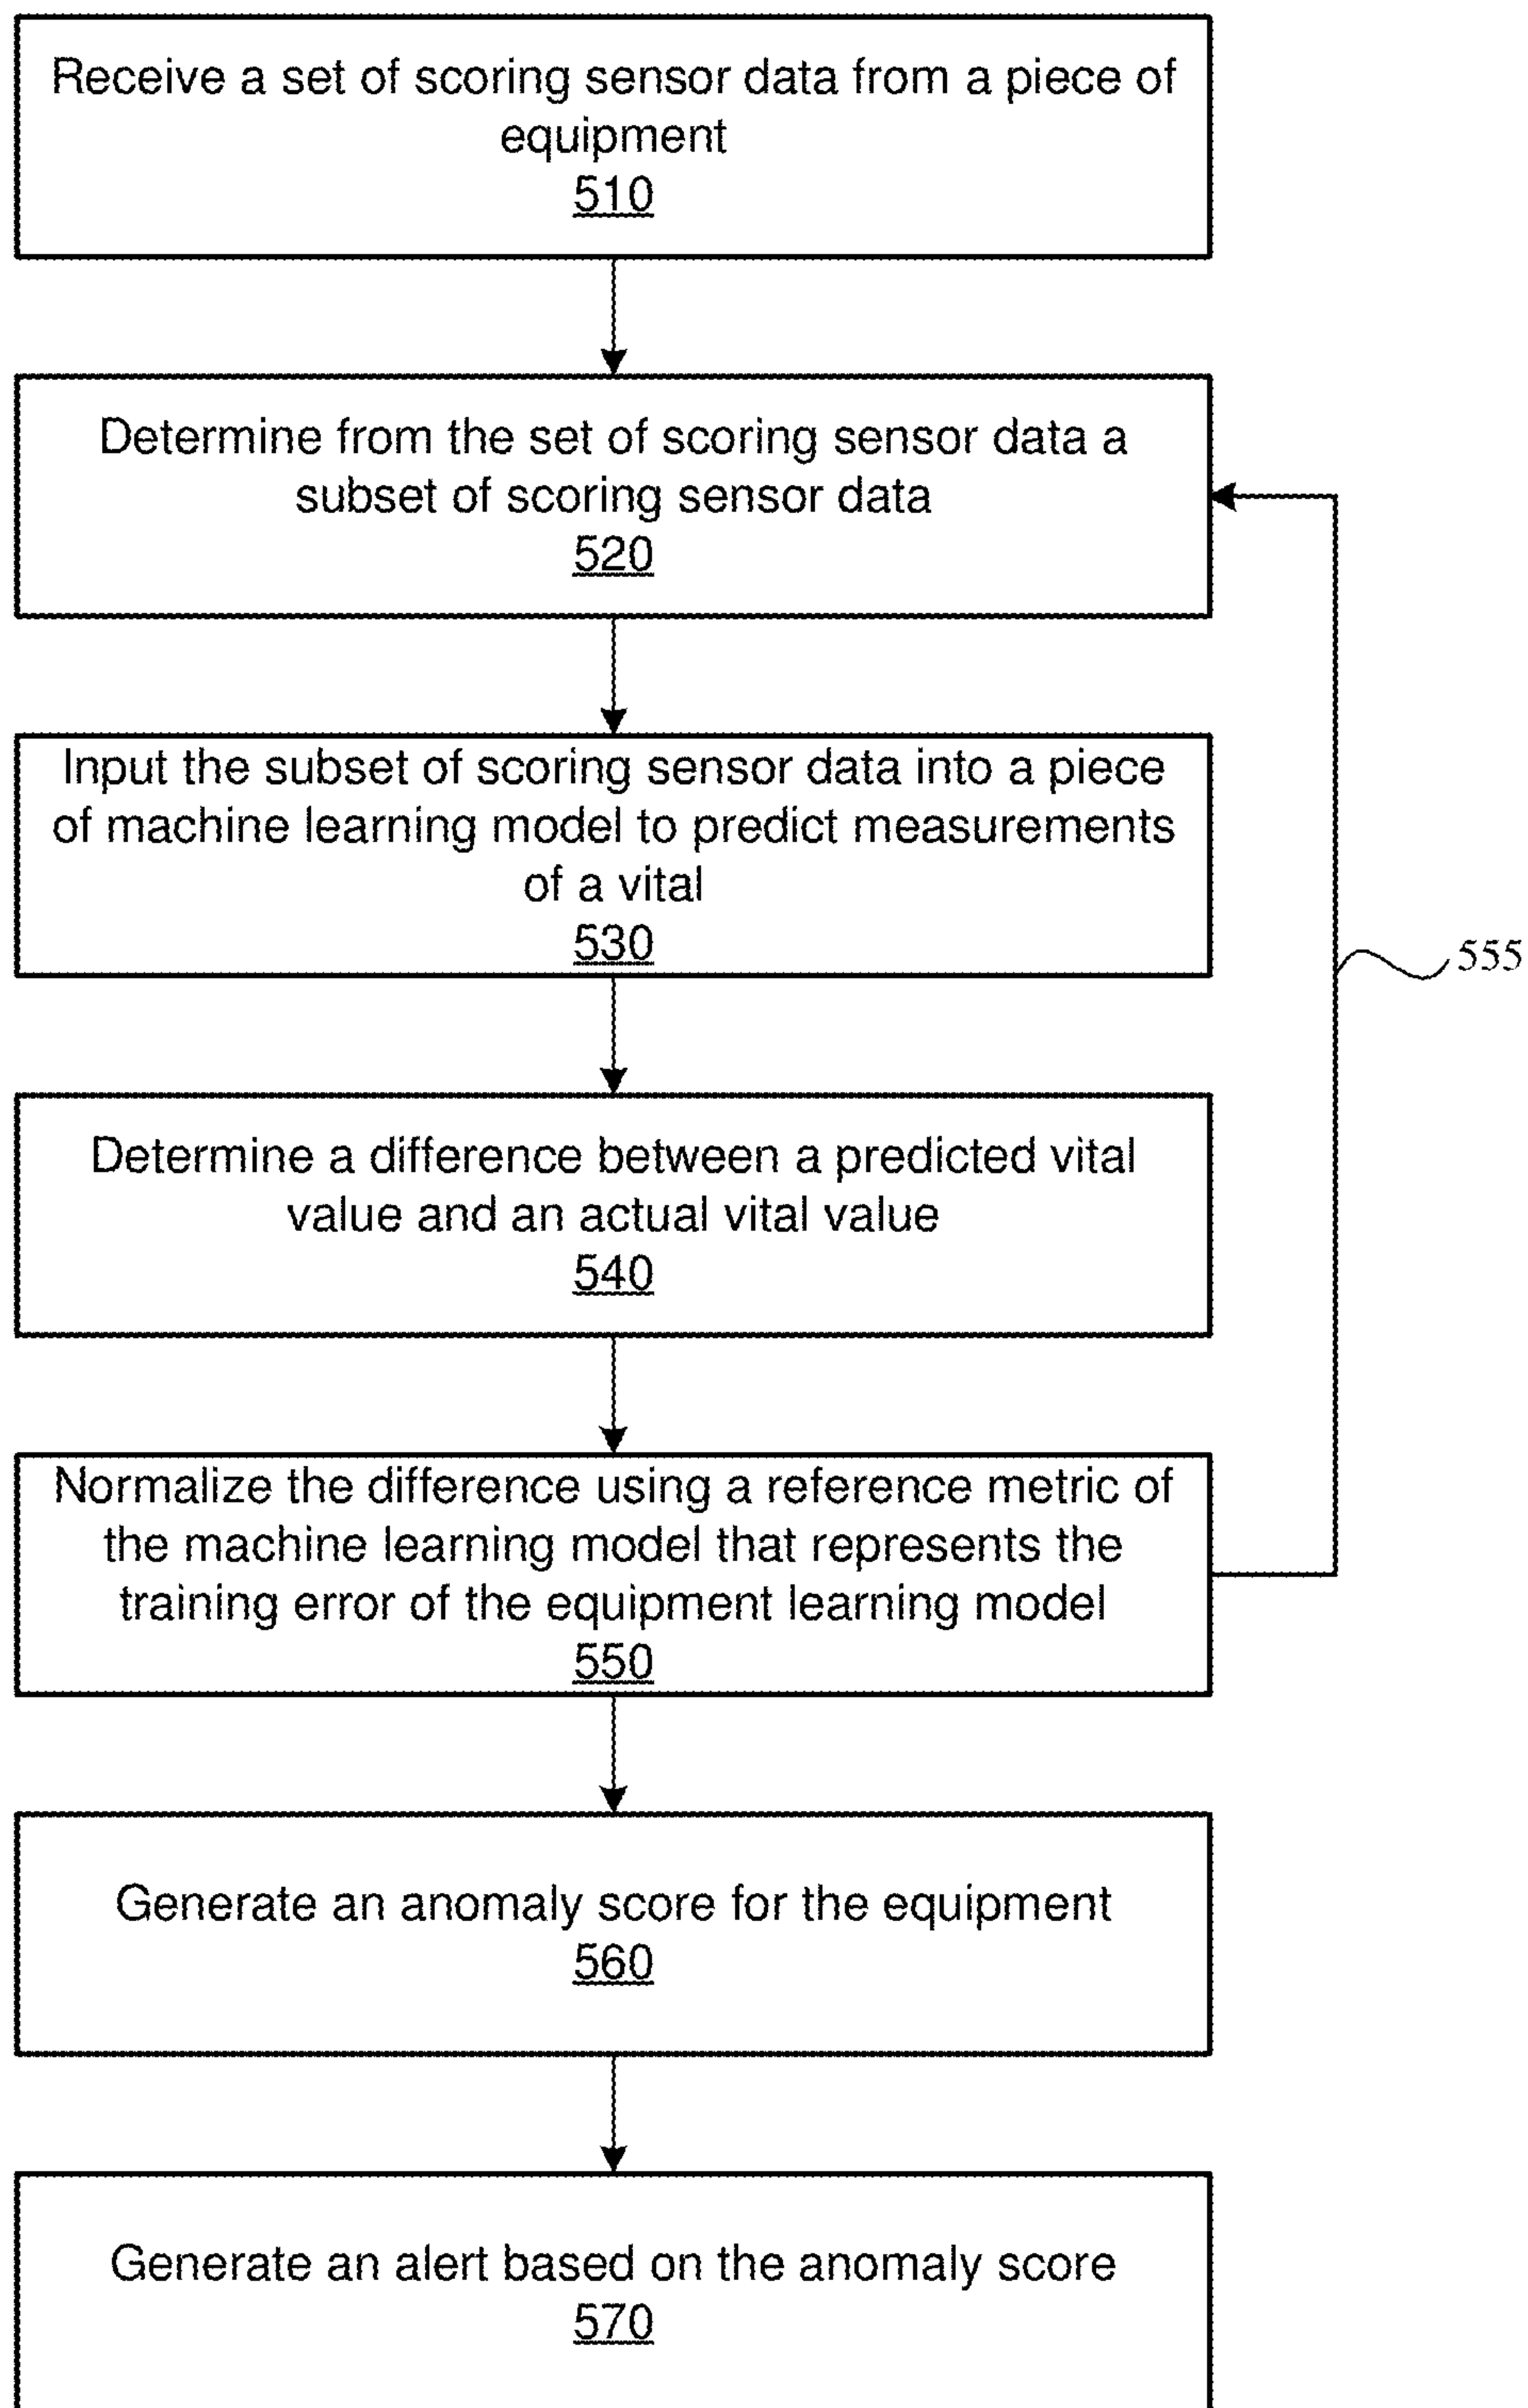 Receive a set of scoring sensor data from a piece of
equipment
510
Determine from the set of scoring sensor data a
subset of scoring sensor data
520
Input the subset of scoring sensor data into a piece
of machine learning model to predict measurements
of a vital
530
555
Determine a difference between a predicted vital
value and an actual vital value
540
Normalize the difference using a reference metric of
the machine learning model that represents the
training error of the equipment learning model
550
Generate an anomaly score for the equipment
560
Generate an alert based on the anomaly score
570